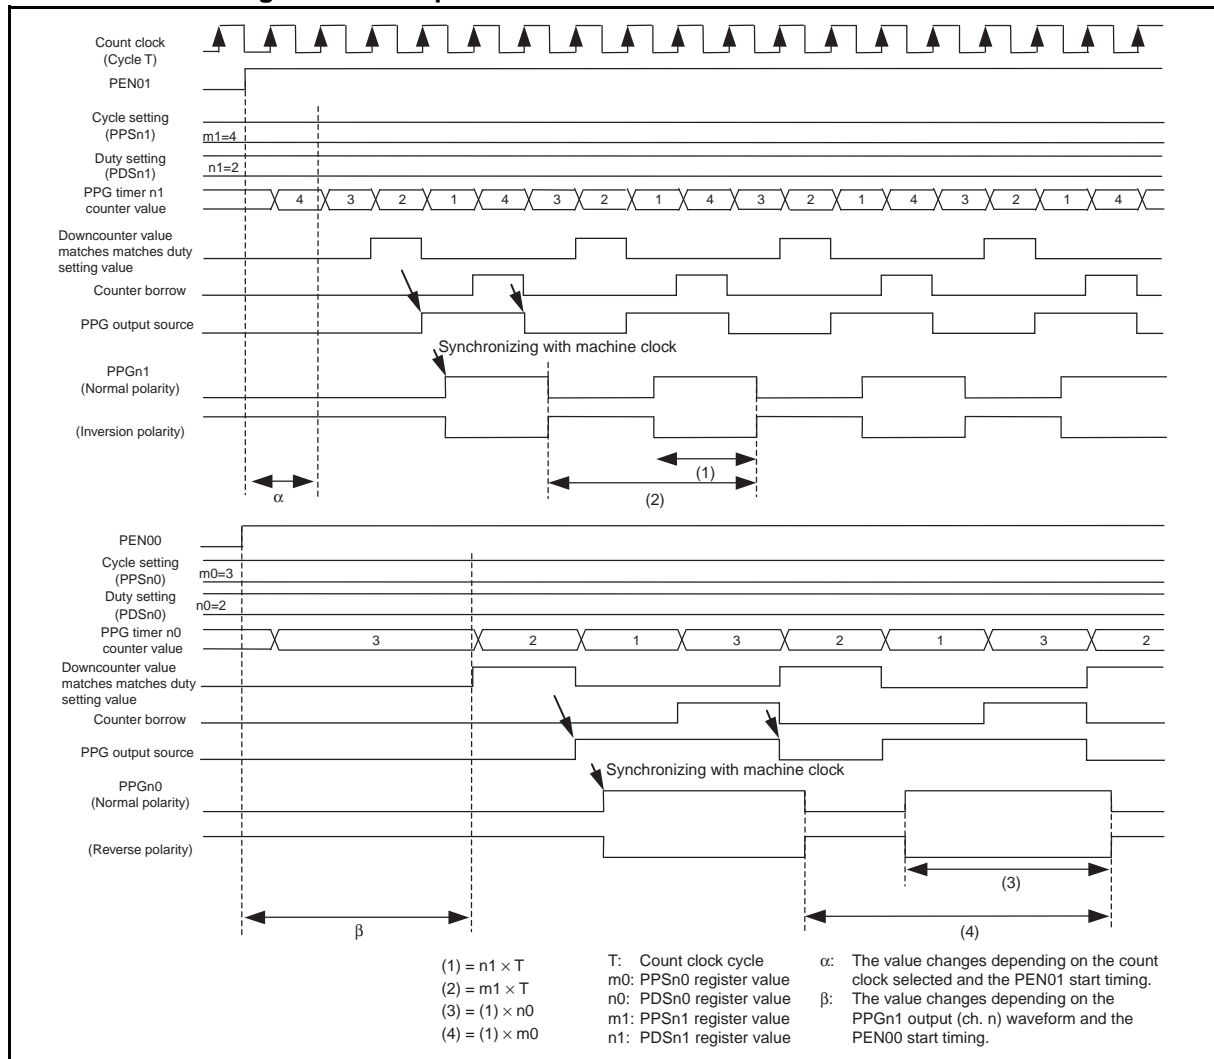 Count clock
(Cycle T)
PEN01
Cycle setting
(PPSn1)
m1=4
Duty setting
(PDSn1)
n1=2
PPG timer n1
counter value
4 3 2 1 4 3 2 1 4 3 2 1 4 3 2 1 4
Downcounter value
matches matches duty
setting value
Counter borrow
PPG output source
Synchronizing with machine clock
PPGn1
(Normal polarity)
(Inversion polarity)
(1)
α
(2)
PEN00
Cycle setting
(PPSn0)
m0=3
Duty setting
(PDSn0)
n0=2
PPG timer n0
counter value
3 2 1 3 2 1 3 2
Downcounter value
matches matches duty
setting value
Counter borrow
PPG output source
Synchronizing with machine clock
PPGn0
(Normal polarity)
(Reverse polarity)
(3)
β
(4)
(1) = n1 × T
(2) = m1 × T
(3) = (1) × n0
(4) = (1) × m0
T: Count clock cycle
m0: PPSn0 register value
n0: PDSn0 register value
m1: PPSn1 register value
n1: PDSn1 register value
α: The value changes depending on the count
clock selected and the PEN01 start timing.
β: The value changes depending on the
PPGn1 output (ch. n) waveform and the
PEN00 start timing.